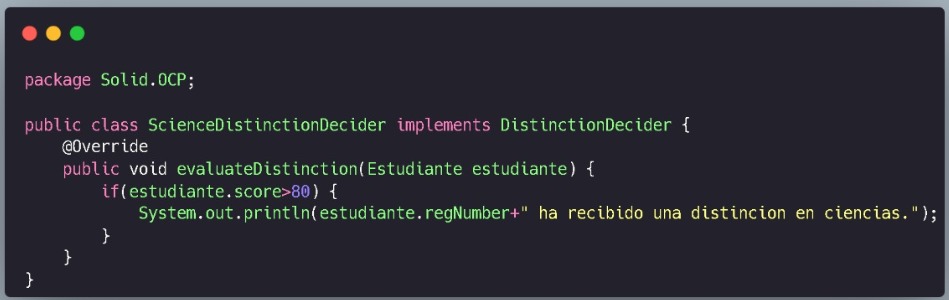 package Solid.OCP;
public class ScienceDistinctionDecider implements DistinctionDecider {
@Override
public void evaluateDistinction(Estudiante estudiante) {
if(estudiante.score>80) {
System.out.println(estudiante.regNumber+" ha recibido una distincion en ciencias.");
}
}
}